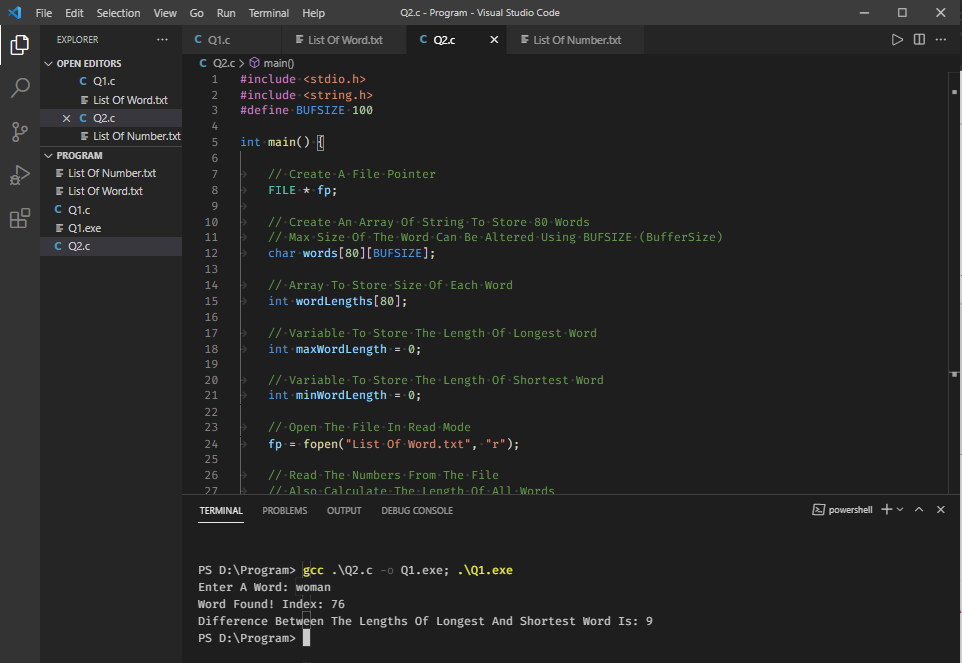 File Edit Selection View Go Run Terminal Help Q2.c - Program - Visual Studio Code
EXPLORER ···
OPEN EDITORS
C Q1.c
List Of Word.txt
C Q2.c
List Of Number.txt
PROGRAM
List Of Number.txt
List Of Word.txt
C Q1.c
Q1.exe
C Q2.c
C Q1.c List Of Word.txt C Q2.c List Of Number.txt
C Q2.c > main()
1 #include <stdio.h>
2 #include <string.h>
3 #define BUFSIZE 100
4
5 int main() {
6
7 // Create A File Pointer
8 FILE * fp;
9
10 // Create An Array Of String To Store 80 Words
11 // Max Size Of The Word Can Be Altered Using BUFSIZE (BufferSize)
12 char words[80][BUFSIZE];
13
14 // Array To Store Size Of Each Word
15 int wordLengths[80];
16
17 // Variable To Store The Length Of Longest Word
18 int maxWordLength = 0;
19
20 // Variable To Store The Length Of Shortest Word
21 int minWordLength = 0;
22
23 // Open The File In Read Mode
24 fp = fopen("List Of Word.txt", "r");
25
26 // Read The Numbers From The File
27 // Also Calculate The Length Of All Words
TERMINAL PROBLEMS OUTPUT DEBUG CONSOLE powershell
PS D:\Program> gcc .\Q2.c -o Q1.exe; .\Q1.exe
Enter A Word: woman
Word Found! Index: 76
Difference Between The Lengths Of Longest And Shortest Word Is: 9
PS D:\Program>